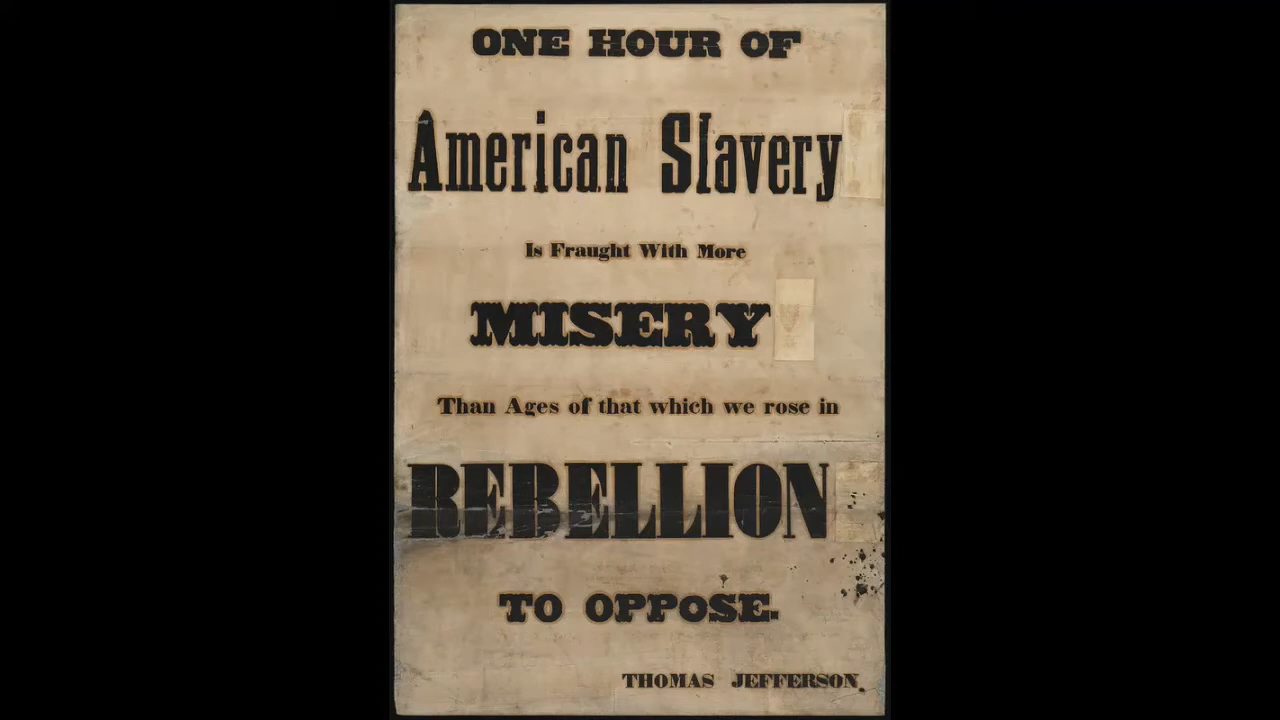 ONE HOUR OF
American Slavery
Is Fraught With More
MISERY
Than Ages of that which we rose in
REBELLION
TO OPPOSE.
THOMAS JEFFERSON.